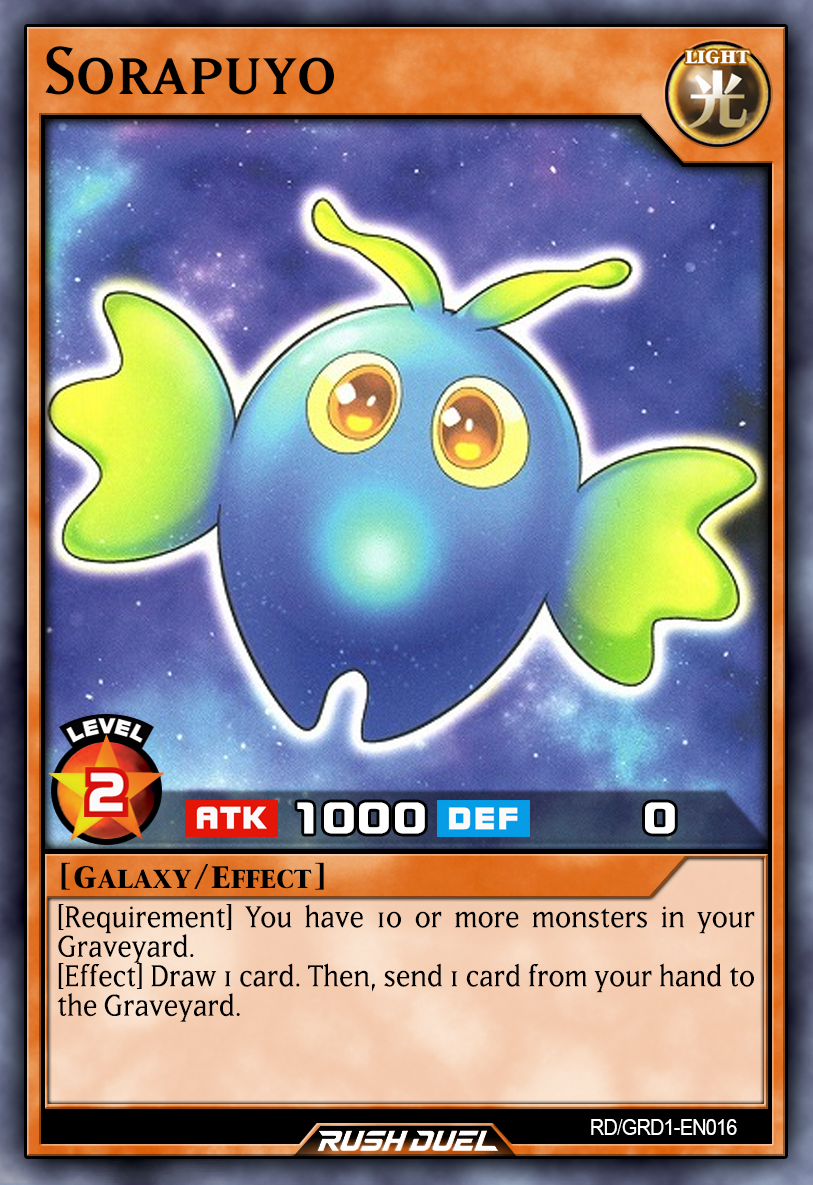 Sorapuyo
LIGHT
光
LEVEL
2
ATK 1000 DEF 0
[Galaxy/Effect]
[Requirement] You have 10 or more monsters in your
Graveyard.
[Effect] Draw 1 card. Then, send 1 card from your hand to
the Graveyard.
RD/GRD1-EN016
RUSH DUEL